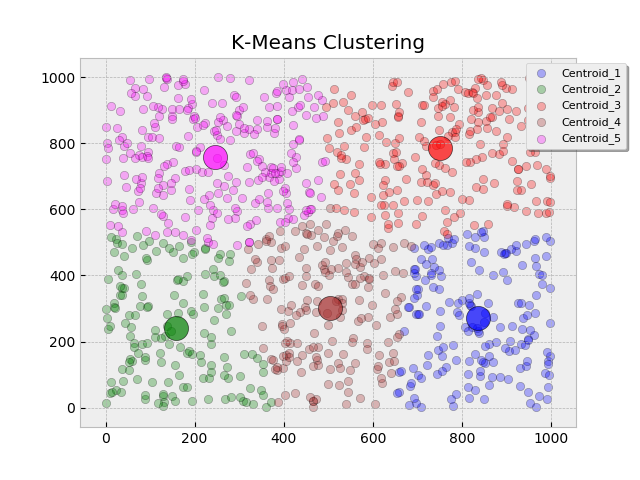 K-Means Clustering
1000
800
600
400
200
0
0 200 400 600 800 1000
Centroid_1
Centroid_2
Centroid_3
Centroid_4
Centroid_5